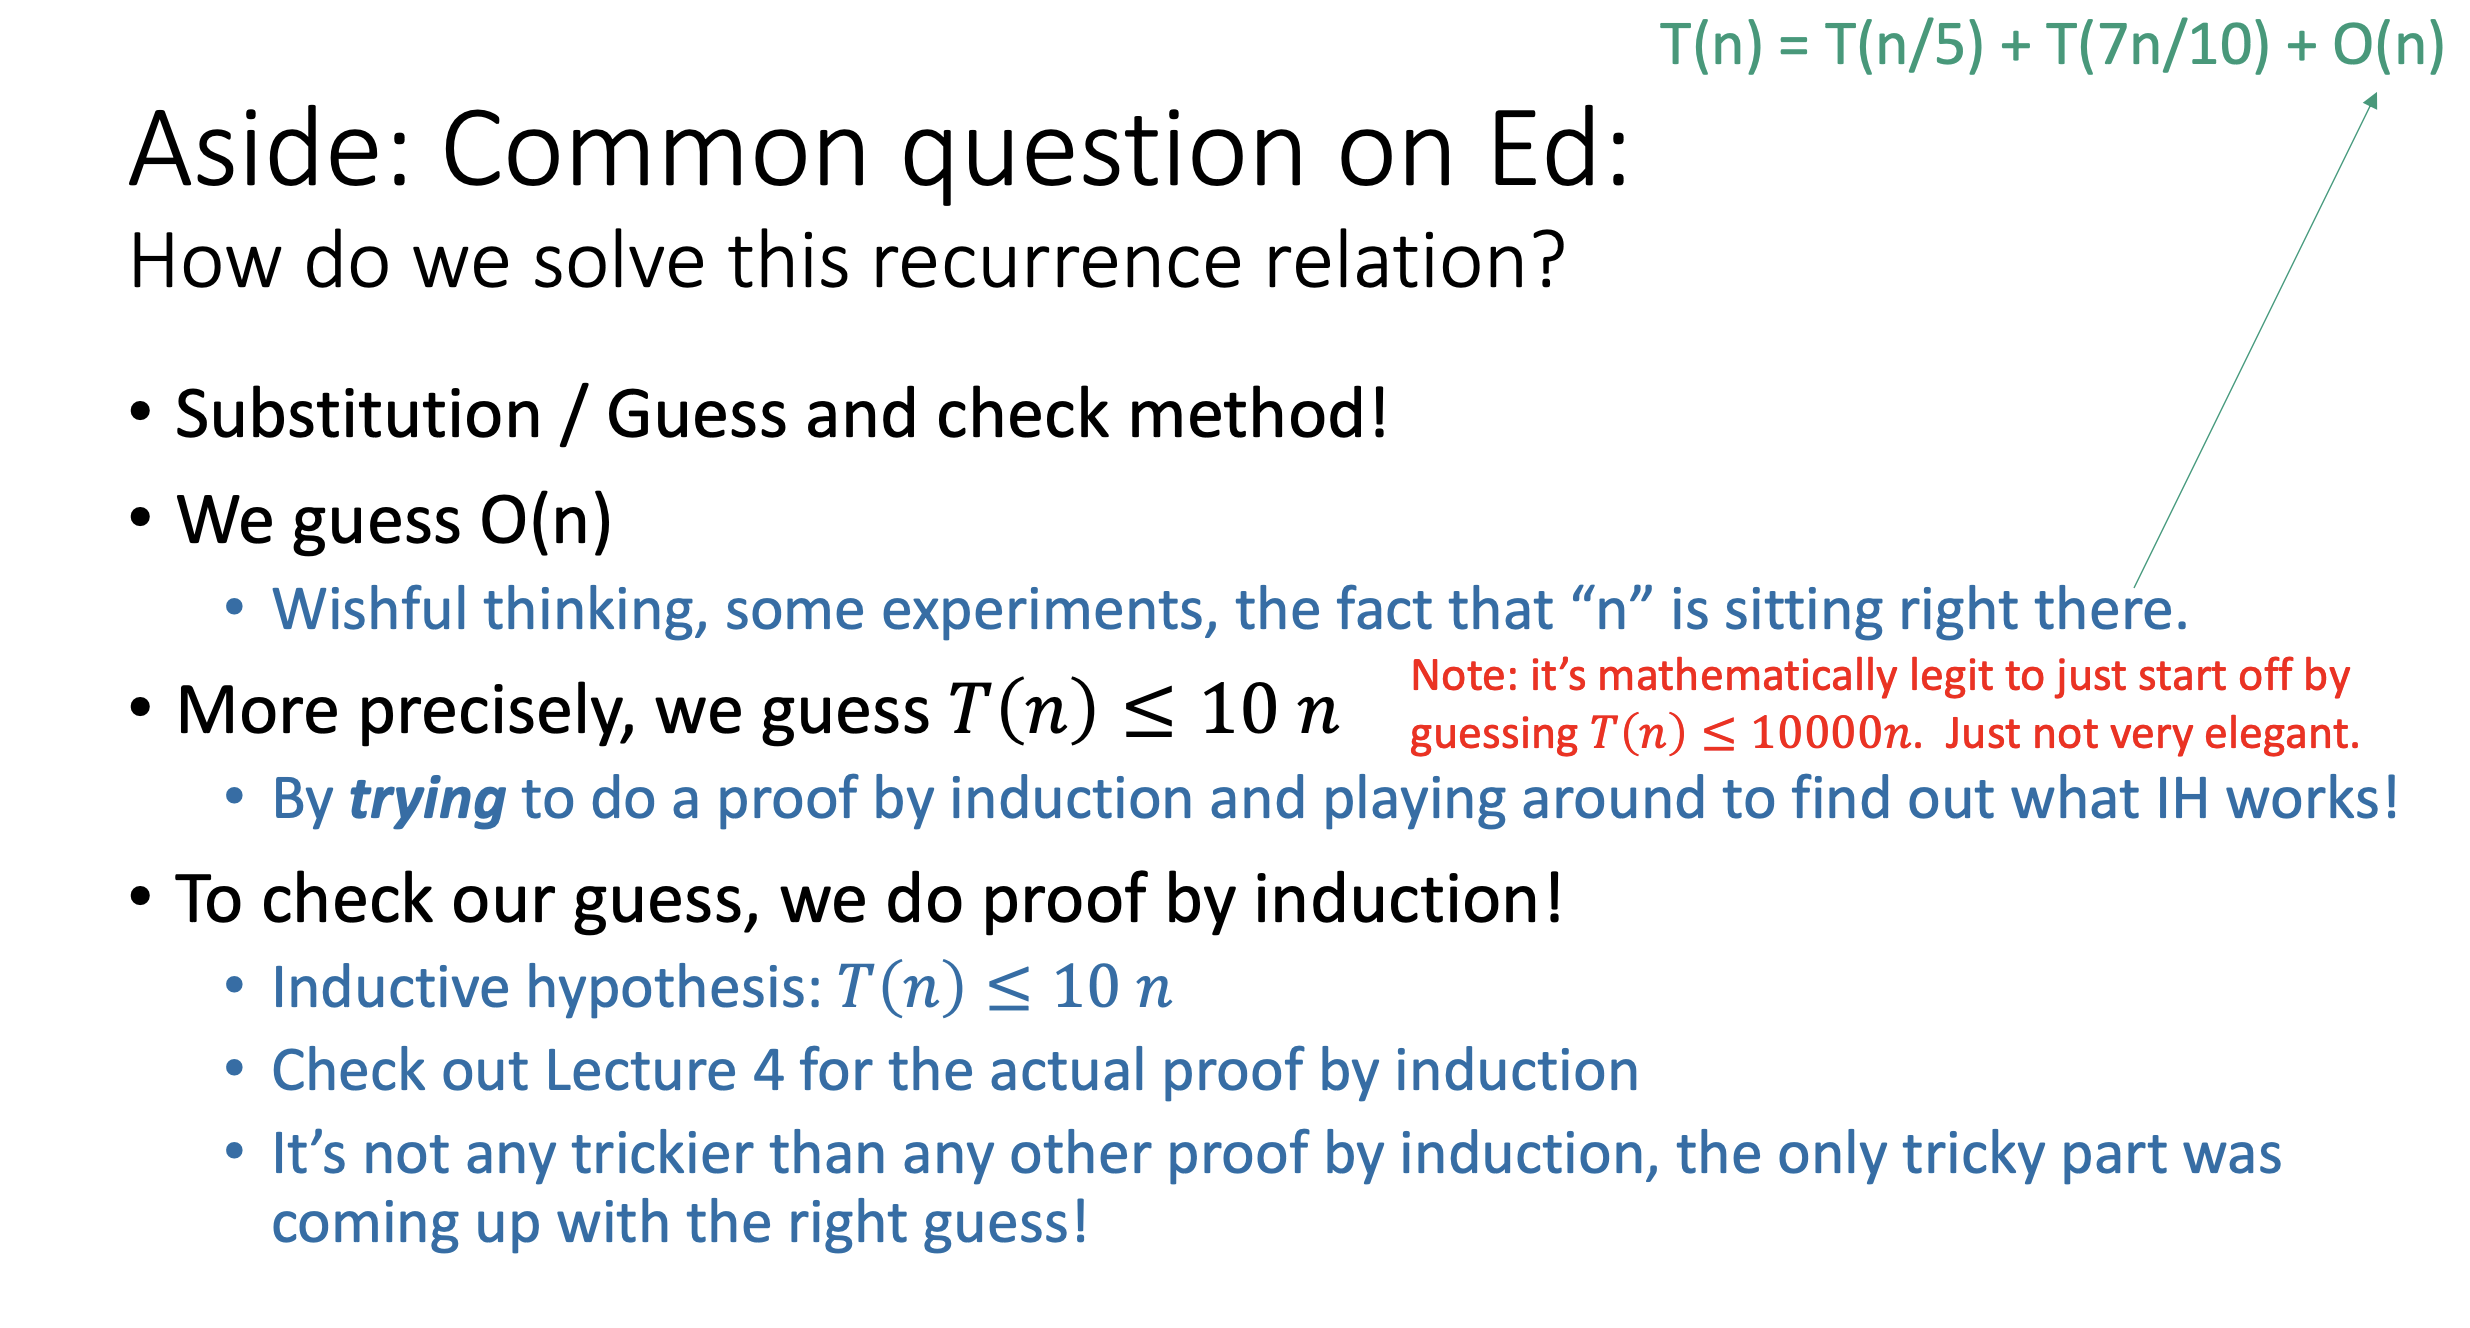 T(n) = T(n/5) + T(7n/10) + O(n)
Aside: Common question on Ed:
How do we solve this recurrence relation?
• Substitution / Guess and check method!
• We guess O(n)
• Wishful thinking, some experiments, the fact that “n” is sitting right there.
• More precisely, we guess T(n) ≤ 10 n
Note: it’s mathematically legit to just start off by
guessing T(n) ≤ 10000n. Just not very elegant.
• By trying to do a proof by induction and playing around to find out what IH works!
• To check our guess, we do proof by induction!
• Inductive hypothesis: T(n) ≤ 10 n
• Check out Lecture 4 for the actual proof by induction
• It’s not any trickier than any other proof by induction, the only tricky part was
coming up with the right guess!